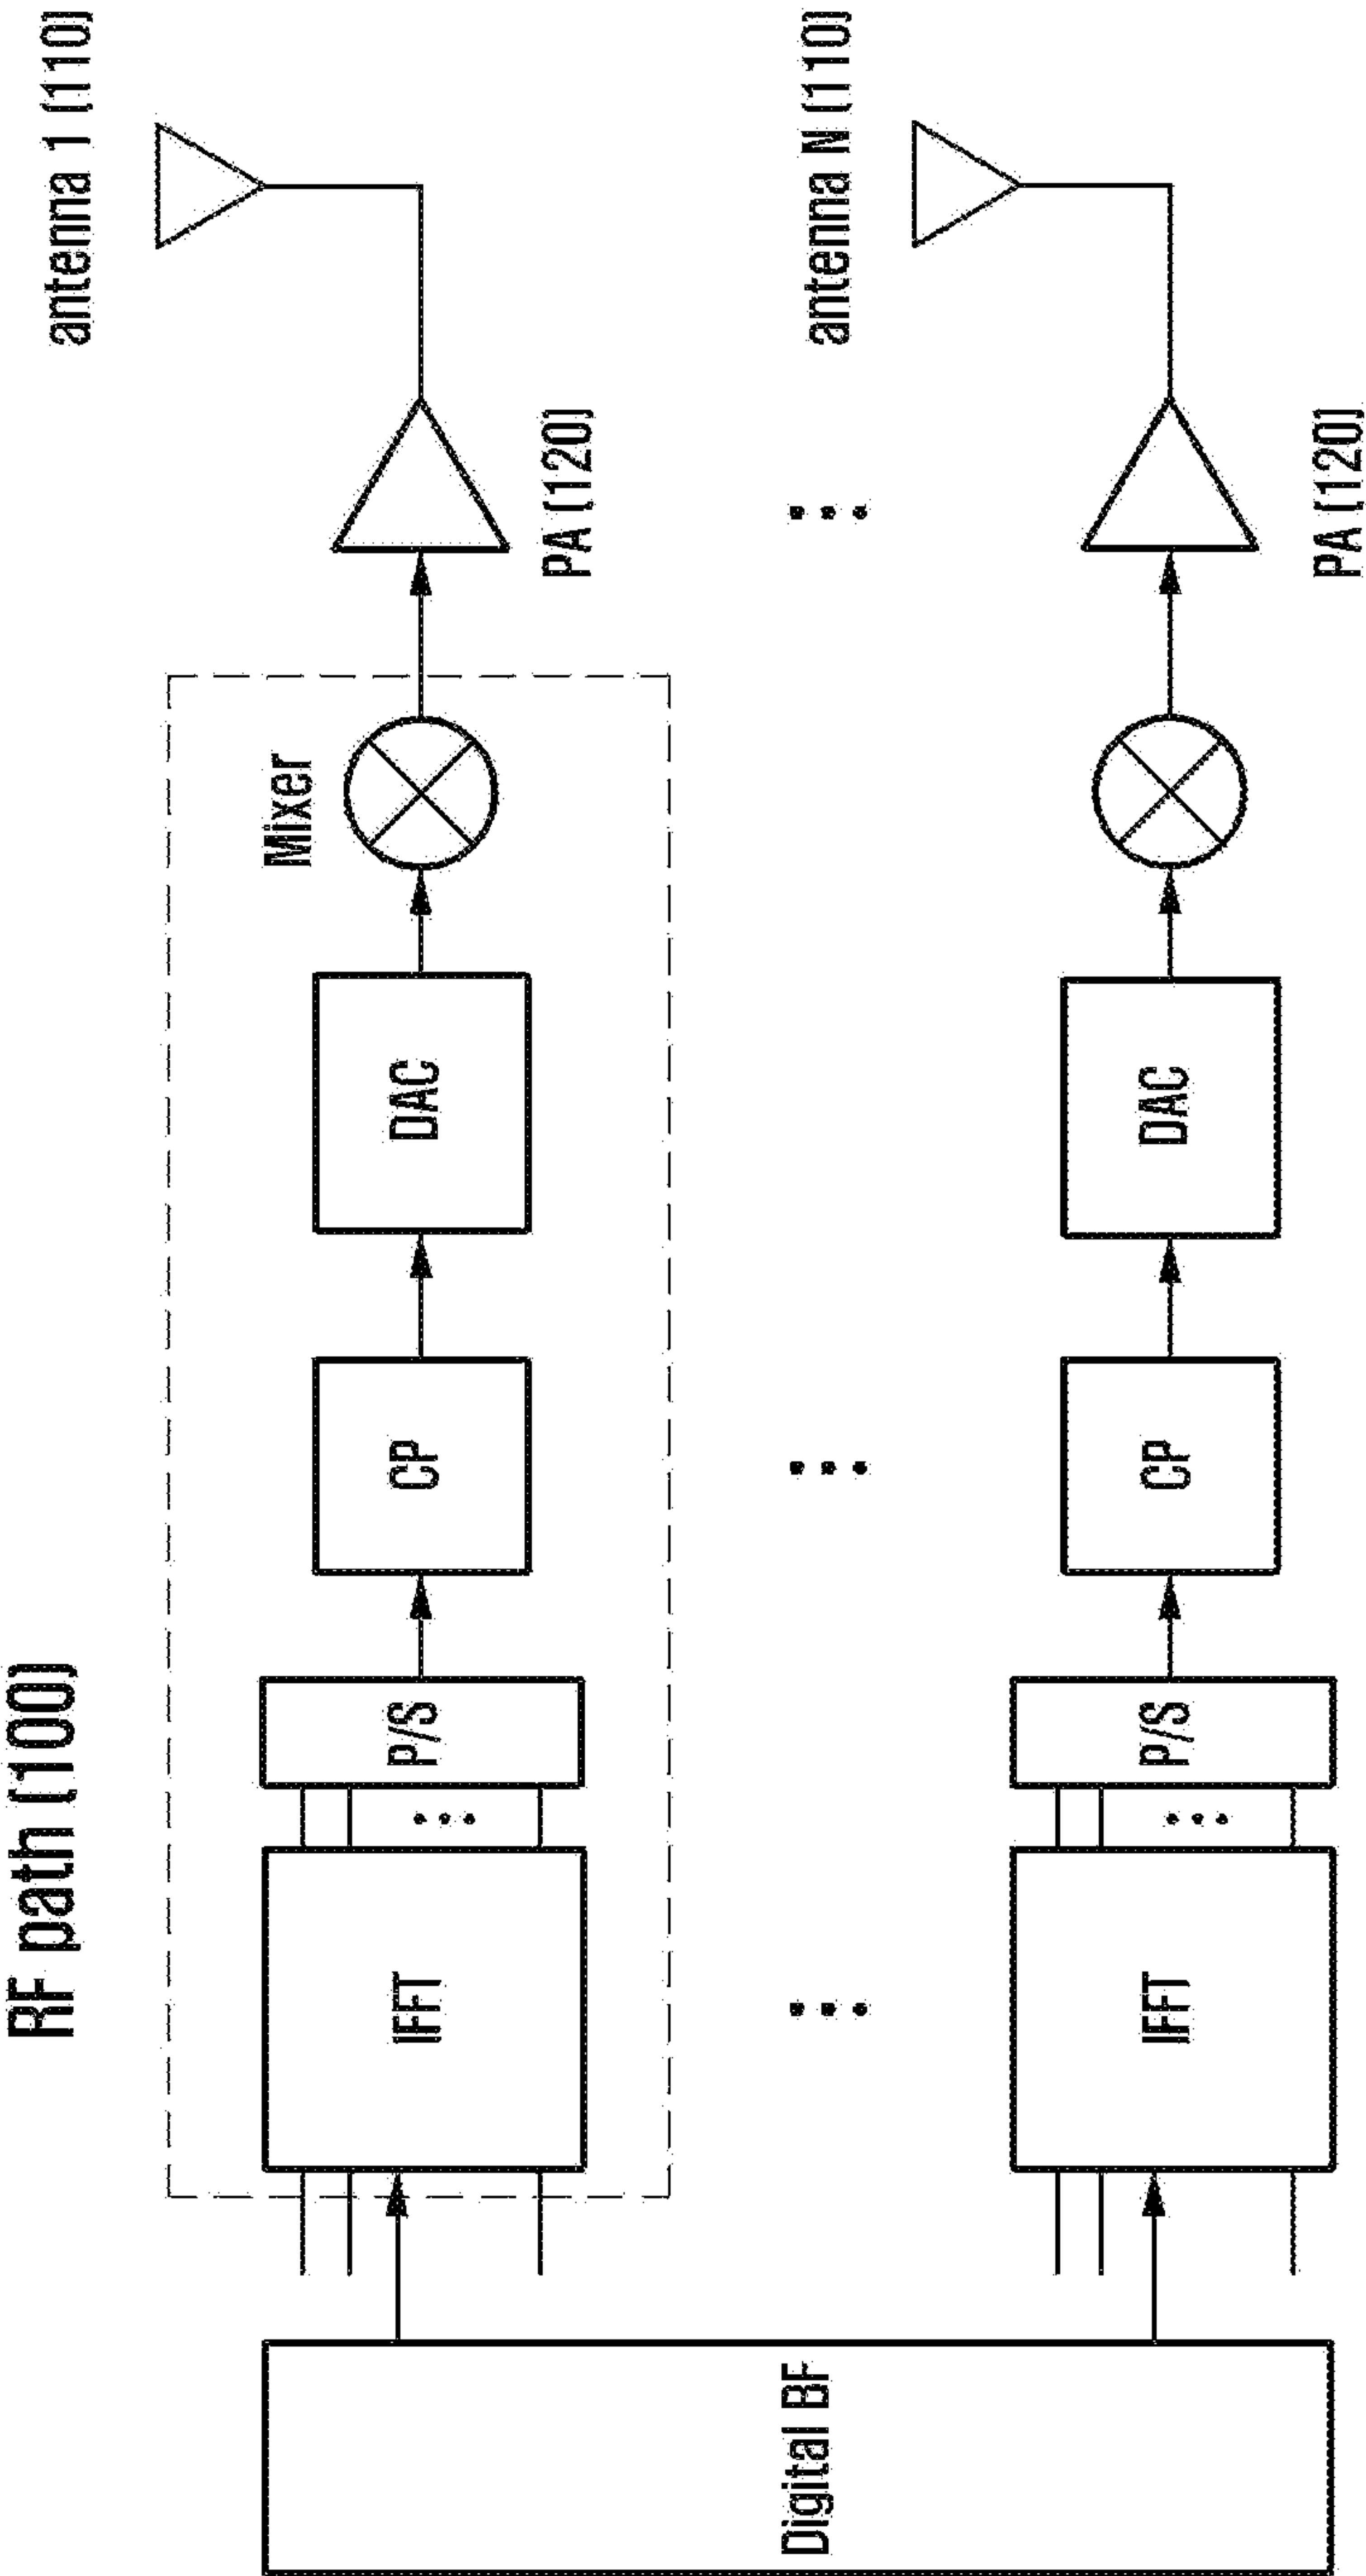 RF path (100)
antenna 1 (110)
Mixer
Digital BF
IFFT
P/S
CP
DAC
PA (120)
antenna N (110)
IFFT
P/S
CP
DAC
PA (120)